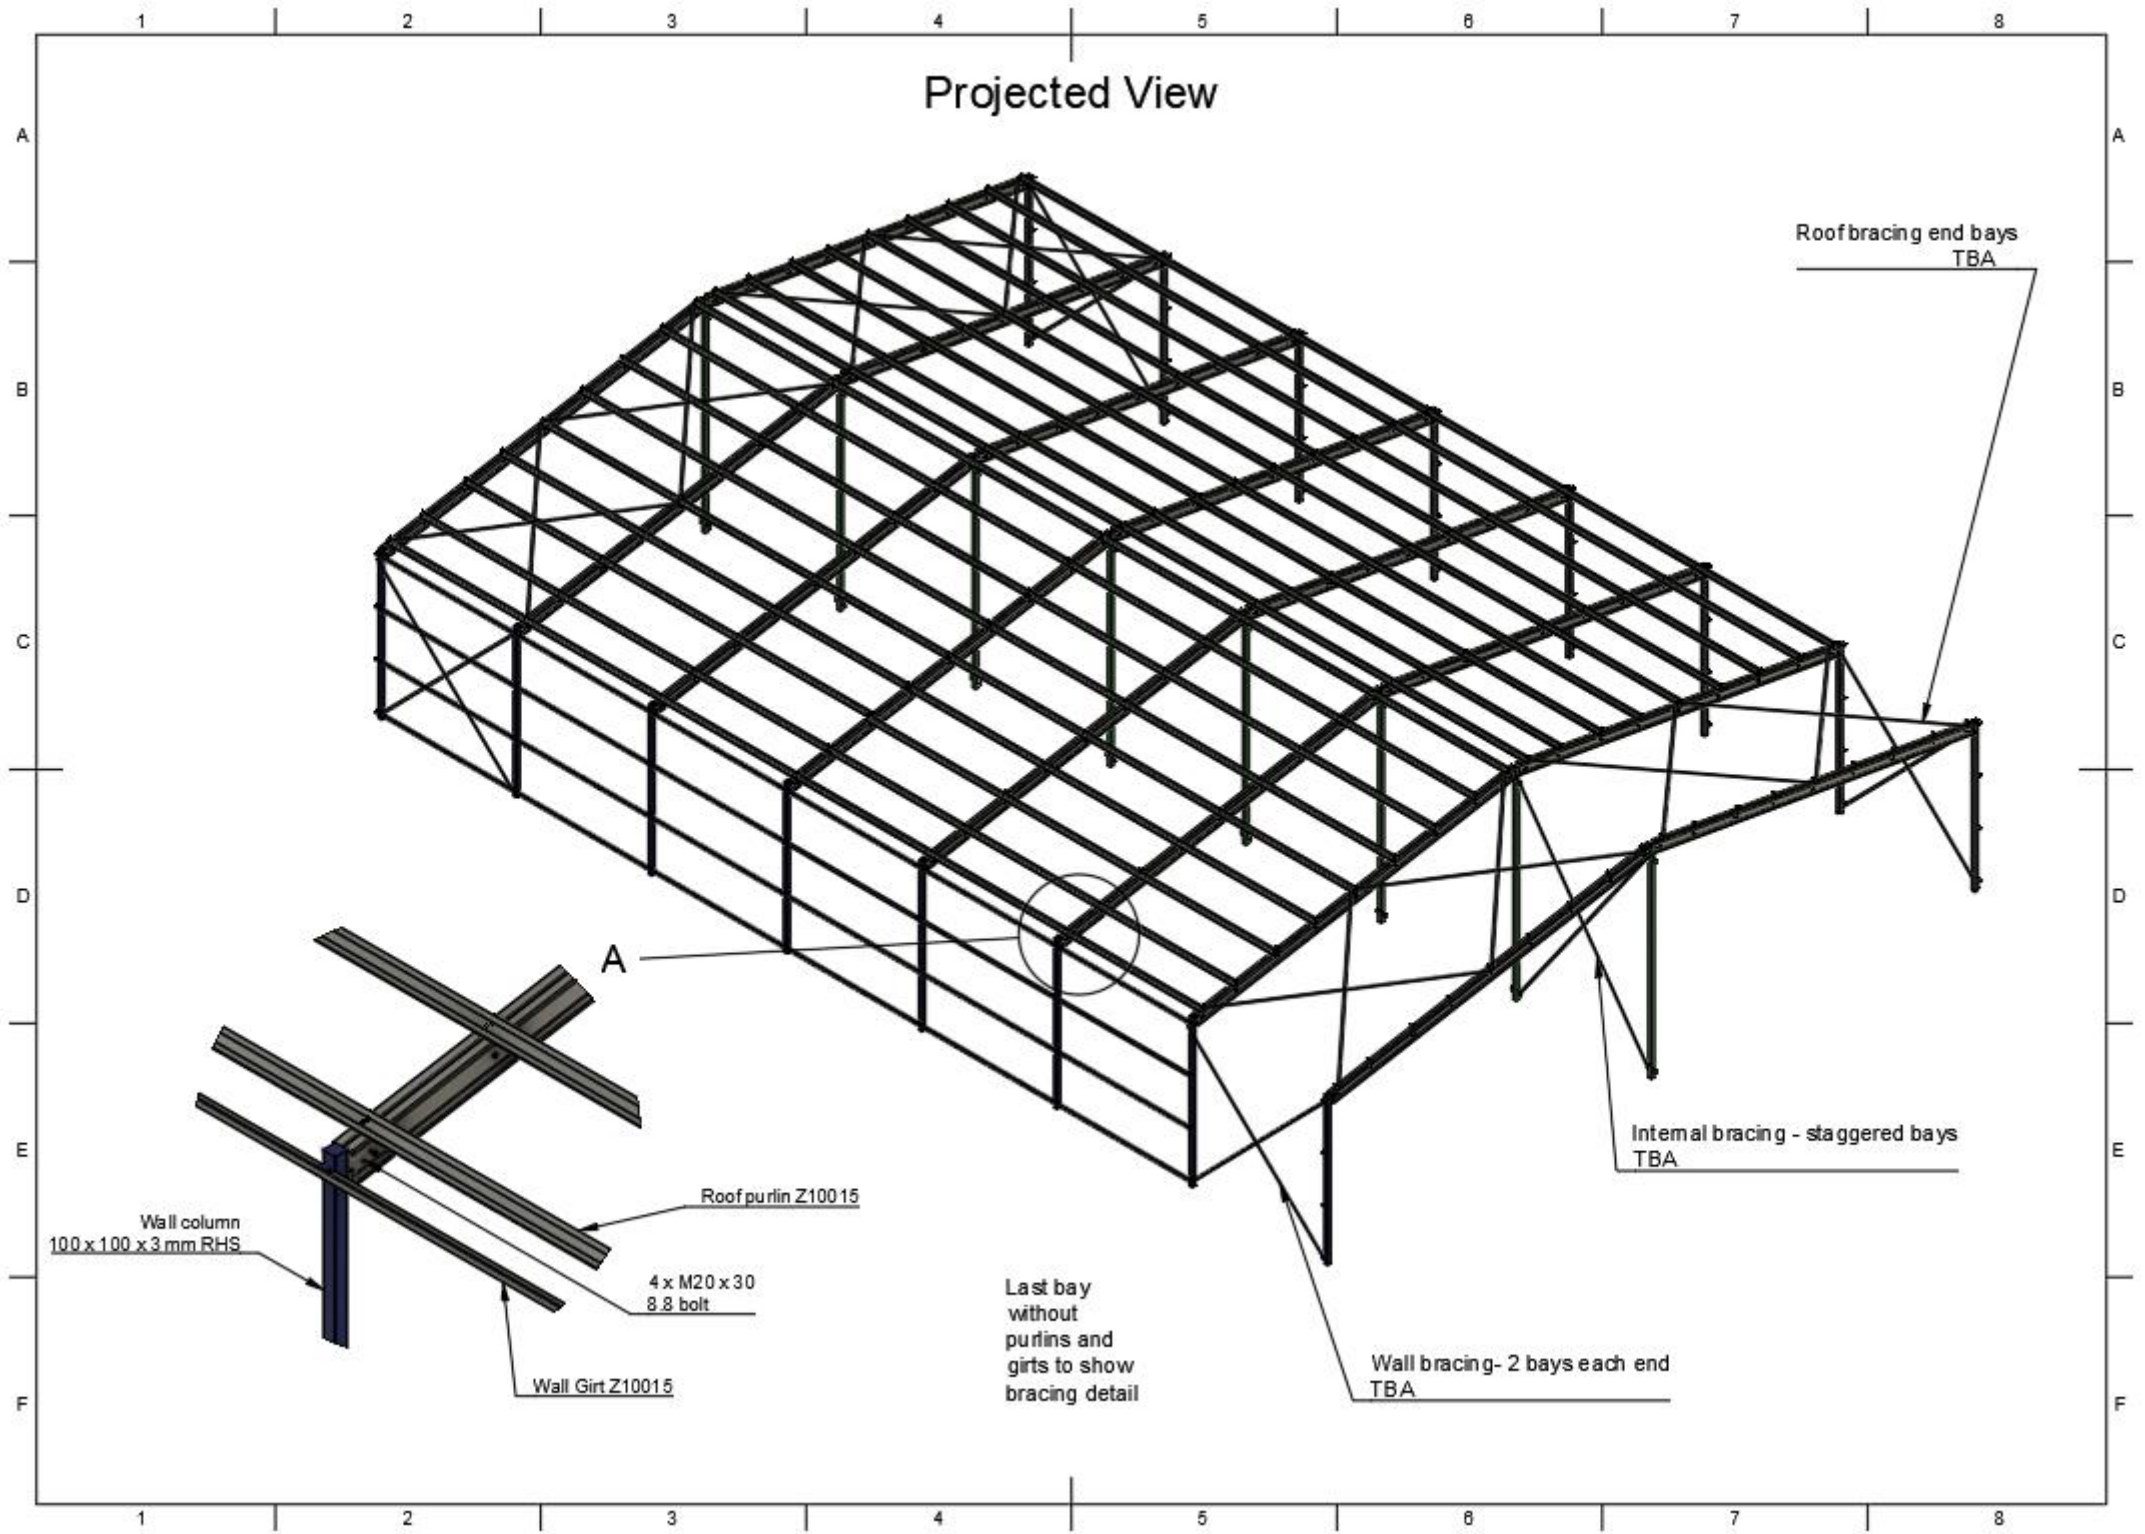 1 2 3 4 5 6 7 8
Projected View
A A
Roof bracing end bays
TBA
B B
C C
D D
A
E E
Internal bracing - staggered bays
TBA
Roof purlin Z10015
Wall column
100 x 100 x 3 mm RHS
4 x M20 x 30
8.8 bolt
Wall Girt Z10015
Last bay
without
purlins and
girts to show
bracing detail
Wall bracing- 2 bays each end
TBA
F F
1 2 3 4 5 6 7 8